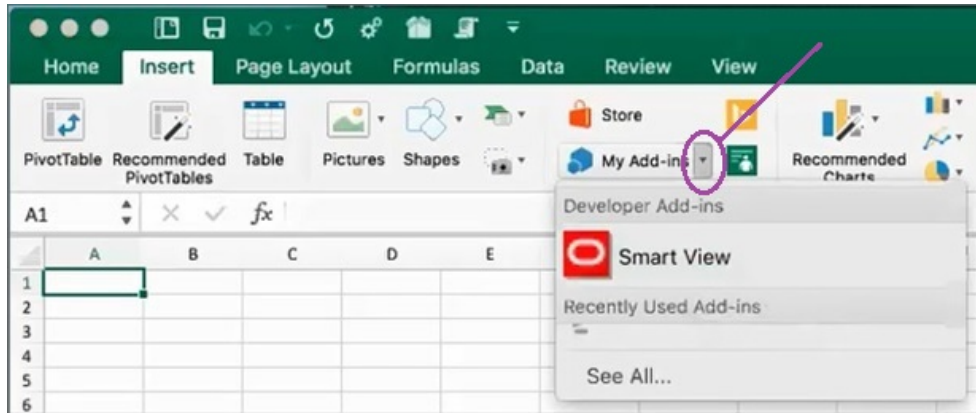 Home Insert Page Layout Formulas Data Review View
Store
My Add-ins
PivotTable Recommended PivotTables Table Pictures Shapes Recommended Charts
A1 fx
Developer Add-ins
A B C D E
Smart View
1
2
Recently Used Add-ins
3
4
See All...
5
6